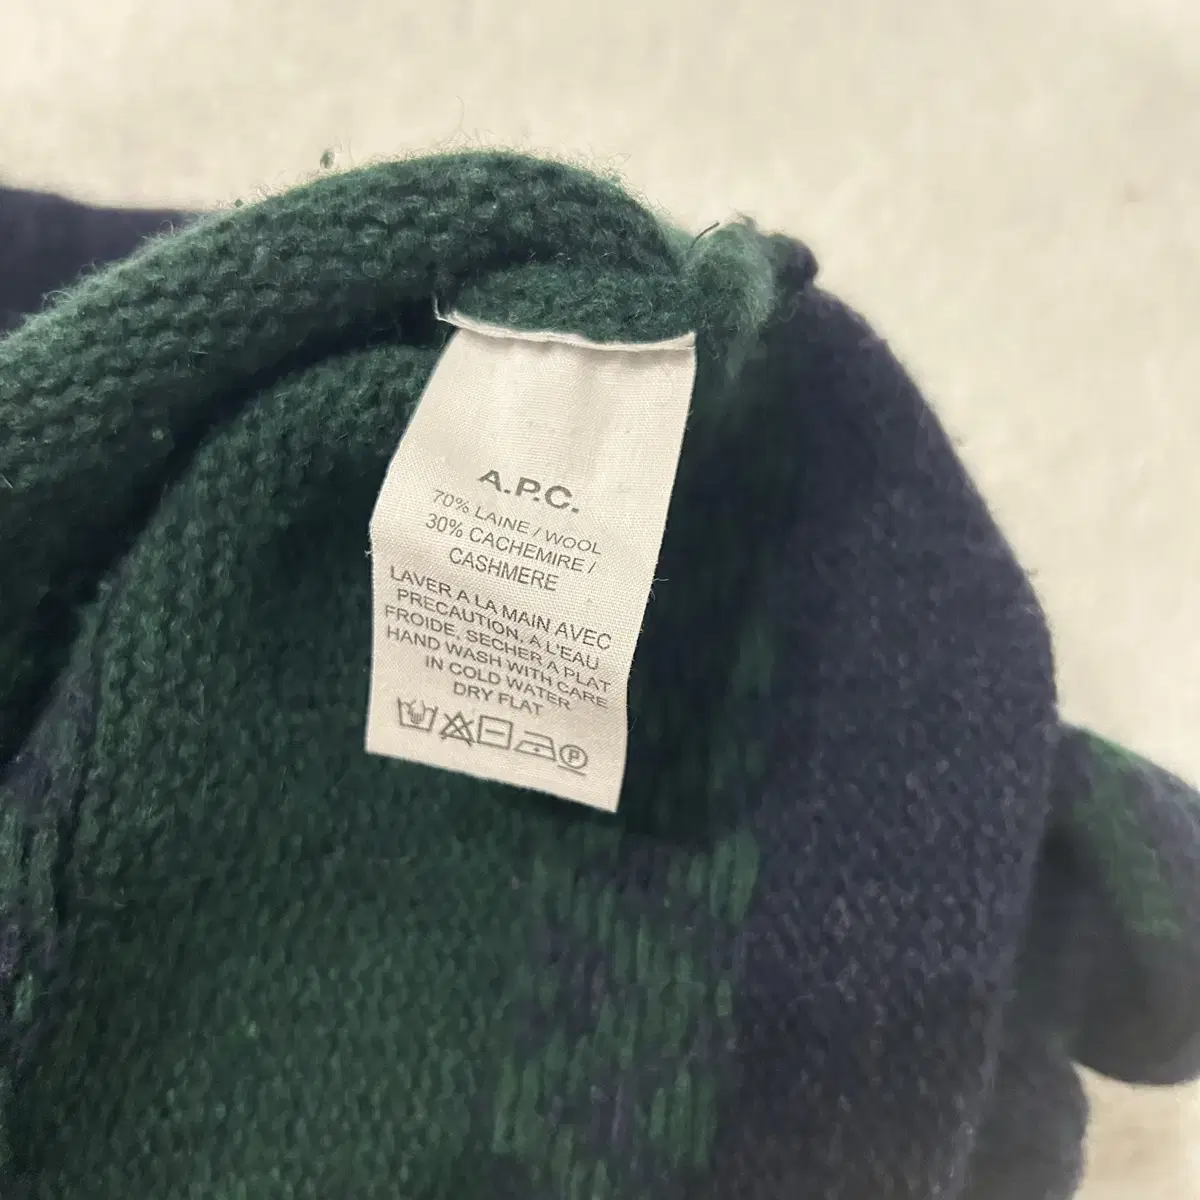 A.P.C.
70% LAINE / WOOL
30% CACHEMIRE /
CASHMERE
LAVER A LA MAIN AVEC
PRECAUTION, A L'EAU
FROIDE, SECHER A PLAT
HAND WASH WITH CARE
IN COLD WATER
DRY FLAT
P